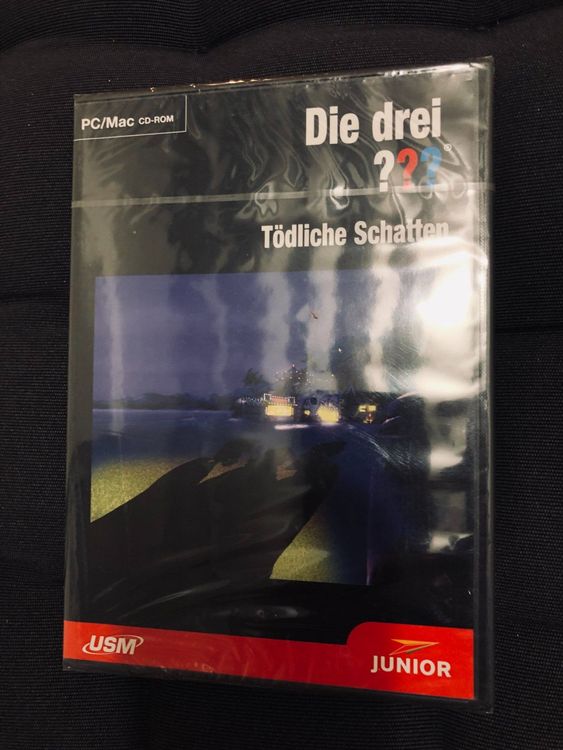 PC/Mac CD-ROM
Die drei
???®
Tödliche Schatten
USM
JUNIOR